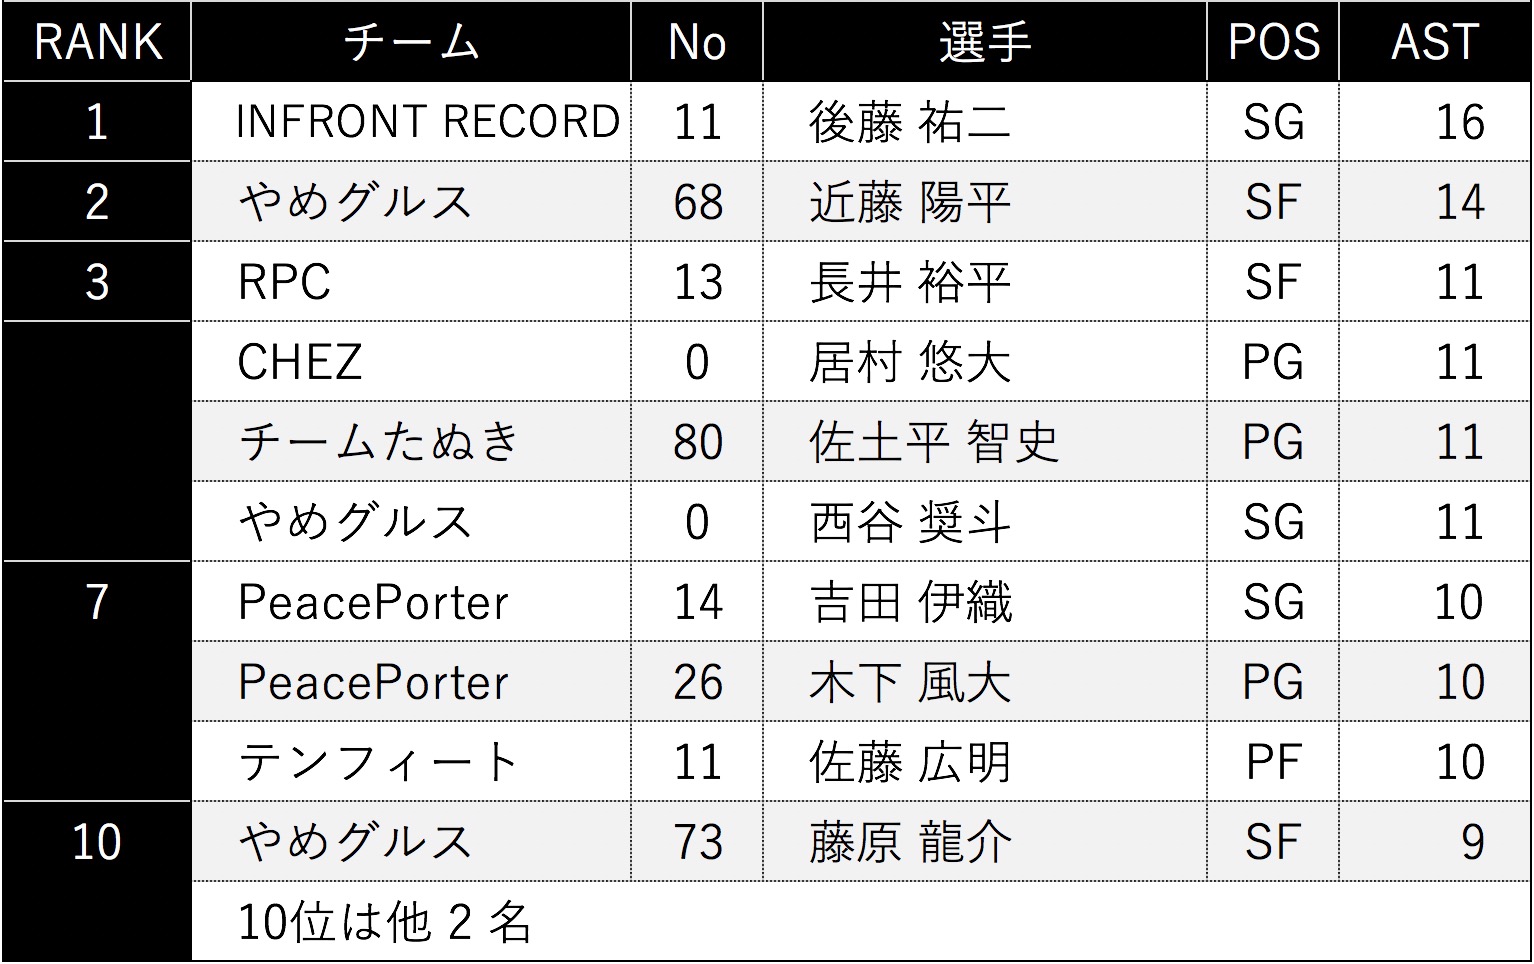 RANK チーム No 選手 POS AST
1 INFRONT RECORD 11 後藤 祐二 SG 16
2 やめグルス 68 近藤 陽平 SF 14
3 RPC 13 長井 裕平 SF 11
CHEZ 0 居村 悠大 PG 11
チームたぬき 80 佐土平 智史 PG 11
やめグルス 0 西谷 奨斗 SG 11
7 PeacePorter 14 吉田 伊織 SG 10
PeacePorter 26 木下 風大 PG 10
テンフィート 11 佐藤 広明 PF 10
10 やめグルス 73 藤原 龍介 SF 9
10位は他 2 名